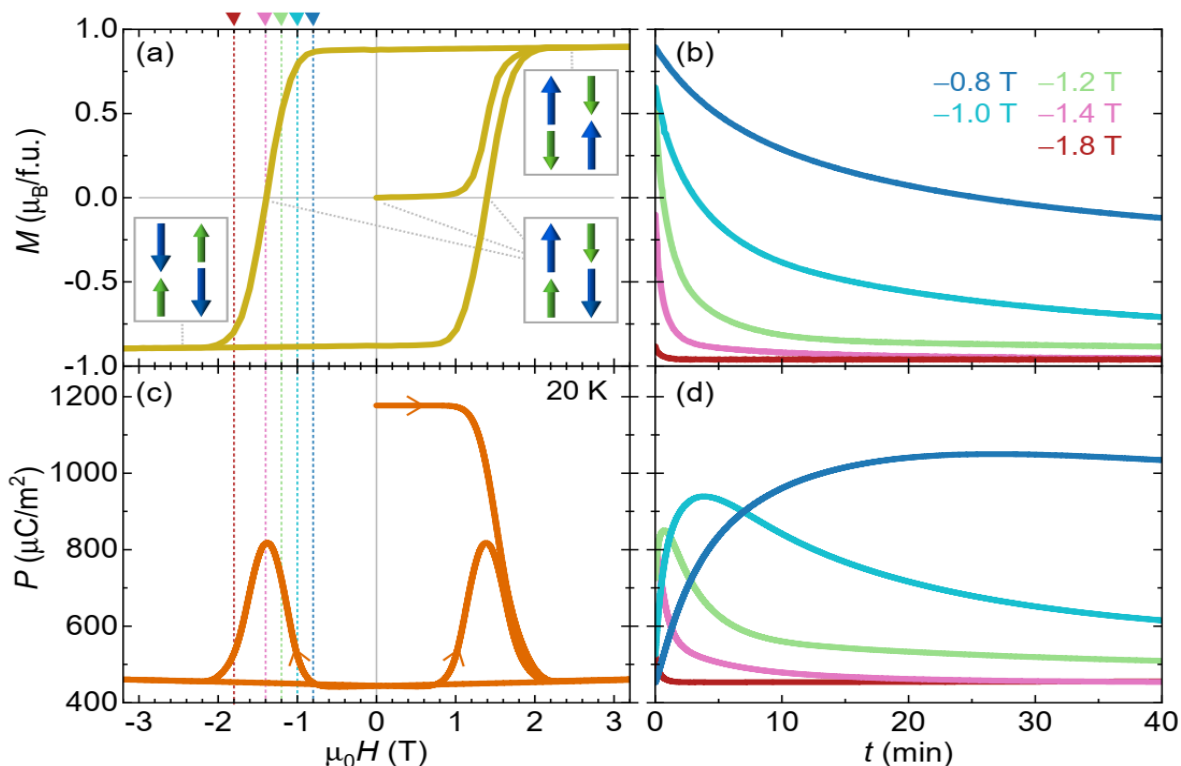 (a)
(b)
−0.8 T −1.2 T
−1.0 T −1.4 T
−1.8 T
M (μB/f.u.)
1.0
0.5
0.0
-0.5
-1.0
(c) 20 K
(d)
P (μC/m²)
1200
1000
800
600
400
-3 -2 -1 0 1 2 3
μ0H (T)
0 10 20 30 40
t (min)